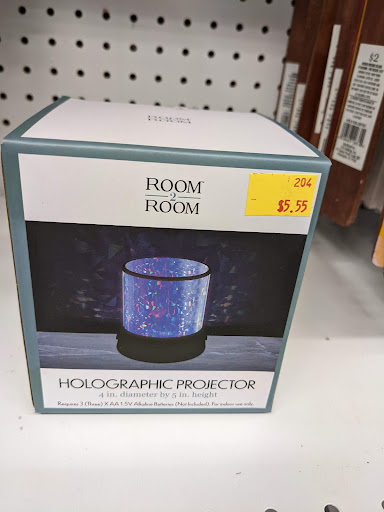 ROOM™
2
ROOM
204
$5.55
HOLOGRAPHIC PROJECTOR
4 in. diameter by 5 in. height
Requires 3 (Three) X AA 1.5V Alkaline Batteries (Not Included). For indoor use only.
$2